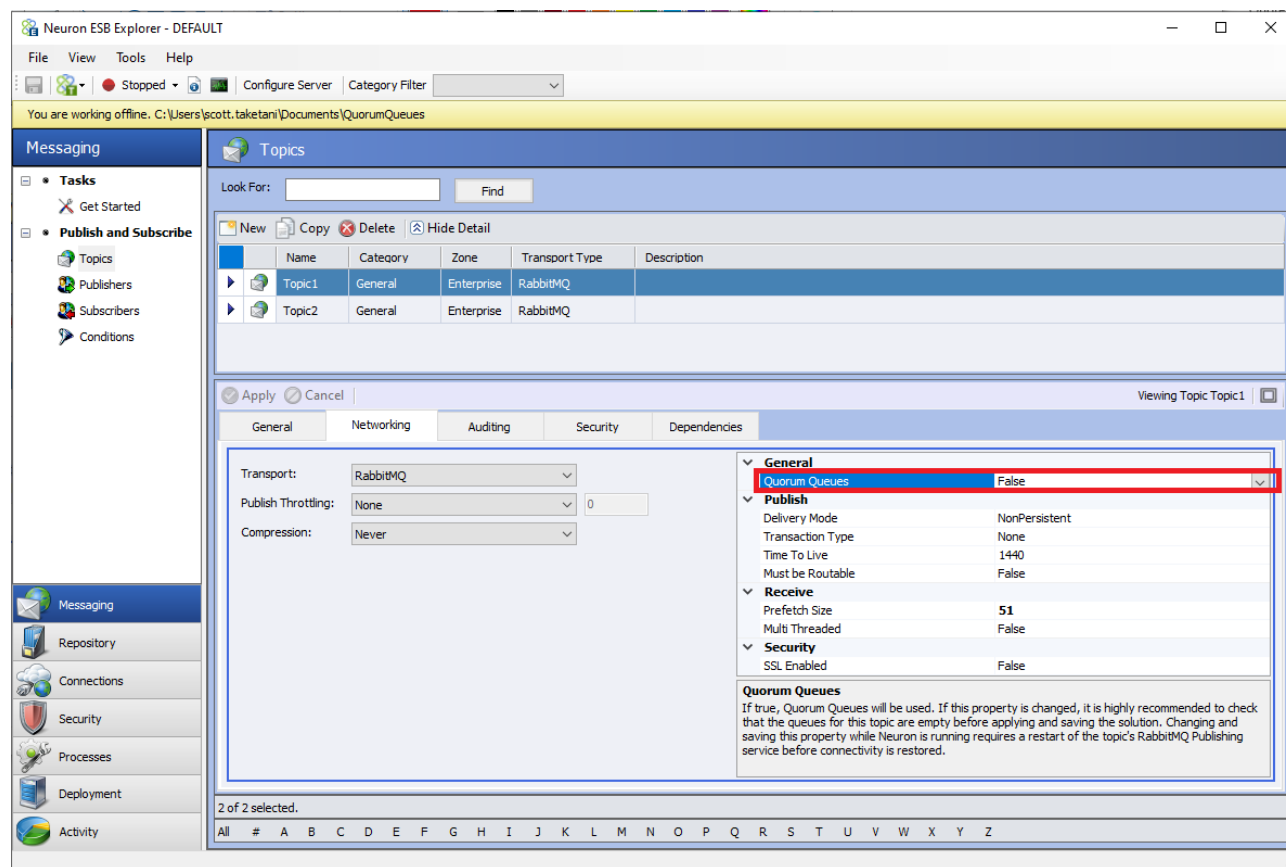 Neuron ESB Explorer - DEFAULT
File View Tools Help
Stopped Configure Server Category Filter
You are working offline. C:\Users\scott.taketani\Documents\QuorumQueues
Messaging
Tasks
Get Started
Publish and Subscribe
Topics
Publishers
Subscribers
Conditions
Messaging
Repository
Connections
Security
Processes
Deployment
Activity
Topics
Look For: Find
New Copy Delete Hide Detail
Name Category Zone Transport Type Description
Topic1 General Enterprise RabbitMQ
Topic2 General Enterprise RabbitMQ
Apply Cancel Viewing Topic Topic1
General Networking Auditing Security Dependencies
Transport: RabbitMQ
Publish Throttling: None 0
Compression: Never
General
Quorum Queues False
Publish
Delivery Mode NonPersistent
Transaction Type None
Time To Live 1440
Must be Routable False
Receive
Prefetch Size 51
Multi Threaded False
Security
SSL Enabled False
Quorum Queues
If true, Quorum Queues will be used. If this property is changed, it is highly recommended to check
that the queues for this topic are empty before applying and saving the solution. Changing and
saving this property while Neuron is running requires a restart of the topic's RabbitMQ Publishing
service before connectivity is restored.
2 of 2 selected.
All # A B C D E F G H I J K L M N O P Q R S T U V W X Y Z